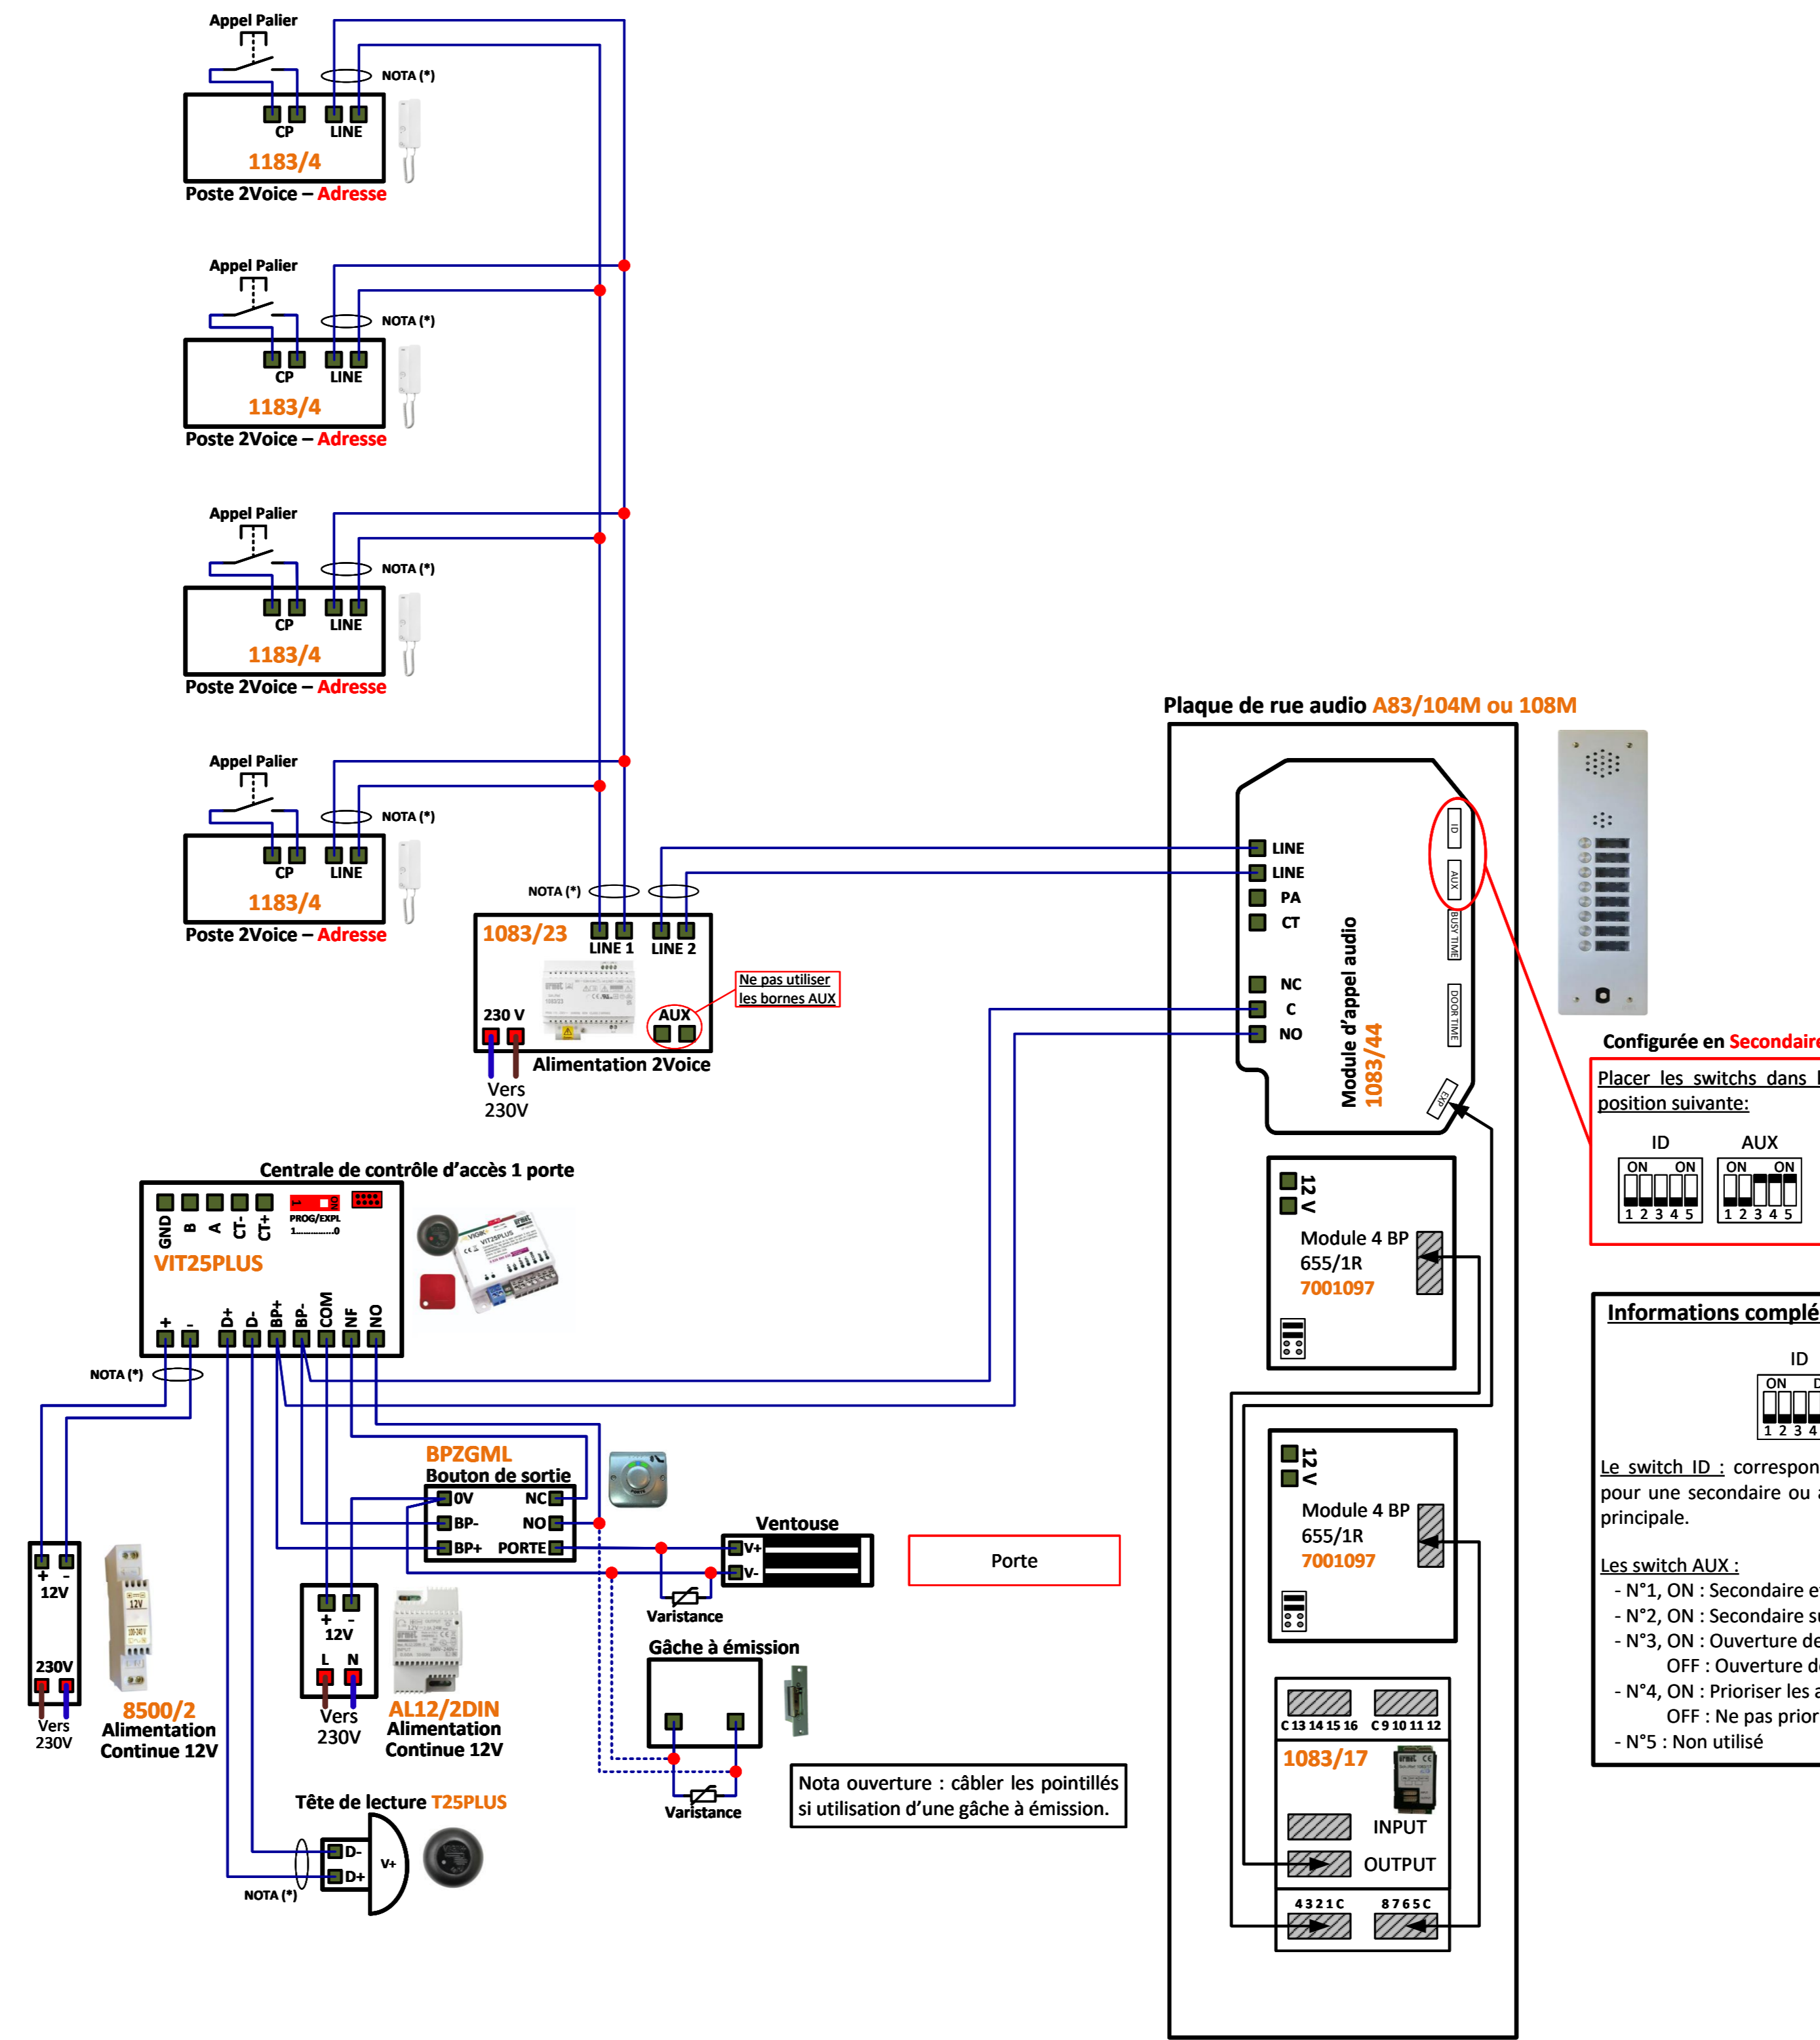 Appel Palier
NOTA (*)
CP
LINE
1183/4
Poste 2Voice – Adresse
Appel Palier
NOTA (*)
CP
LINE
1183/4
Poste 2Voice – Adresse
Appel Palier
NOTA (*)
CP
LINE
1183/4
Poste 2Voice – Adresse
Appel Palier
NOTA (*)
CP
LINE
1183/4
Poste 2Voice – Adresse
NOTA (*)
1083/23
LINE 1
LINE 2
230 V
AUX
Ne pas utiliser
les bornes AUX
Alimentation 2Voice
Vers
230V
Plaque de rue audio A83/104M ou 108M
LINE
LINE
PA
CT
NC
C
NO
ID
AUX
BUSY TIME
DOOR TIME
EXP
Module d'appel audio
1083/44
12 V
Module 4 BP
655/1R
7001097
12 V
Module 4 BP
655/1R
7001097
C 13 14 15 16
C 9 10 11 12
1083/17
INPUT
OUTPUT
4 3 2 1 C
8 7 6 5 C
Configurée en Secondaire
Placer les switchs dans l
position suivante:
ID
AUX
ON ON
ON ON
1 2 3 4 5
1 2 3 4 5
Informations complé
ID
ON D
1 2 3 4
Le switch ID : correspon
pour une secondaire ou
principale.
Les switch AUX :
- N°1, ON : Secondaire e
- N°2, ON : Secondaire s
- N°3, ON : Ouverture de
OFF : Ouverture d
- N°4, ON : Prioriser les a
OFF : Ne pas prior
- N°5 : Non utilisé
Centrale de contrôle d'accès 1 porte
GND
B
A
CT-
CT+
NO
PROG/EXPL
1...............0
VIT25PLUS
+
-
D+
D-
BP+
BP-
COM
NF
NO
NOTA (*)
VIGIK
VIT25PLUS
BPZGML
Bouton de sortie
0V
NC
BP-
NO
BP+
PORTE
Ventouse
V+
V-
Porte
Varistance
+ -
12V
230V
Vers
230V
12V
8500/2
Alimentation
Continue 12V
+ -
12V
L N
Vers
230V
AL12/2DIN
Alimentation
Continue 12V
Gâche à émission
Varistance
Nota ouverture : câbler les pointillés
si utilisation d'une gâche à émission.
Tête de lecture T25PLUS
D-
D+
V+
NOTA (*)